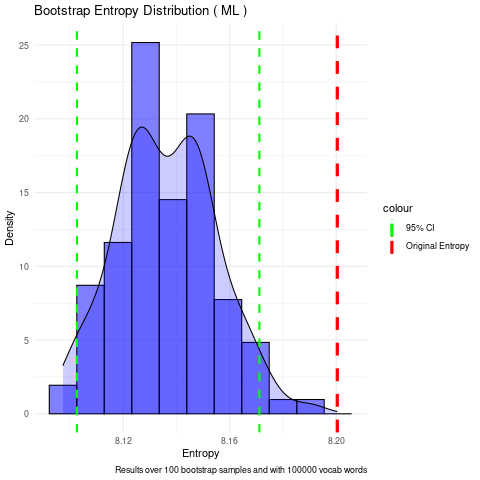 Bootstrap Entropy Distribution ( ML )
25
20
15
10
5
0
Density
8.12
8.16
8.20
Entropy
colour
95% CI
Original Entropy
Results over 100 bootstrap samples and with 100000 vocab words